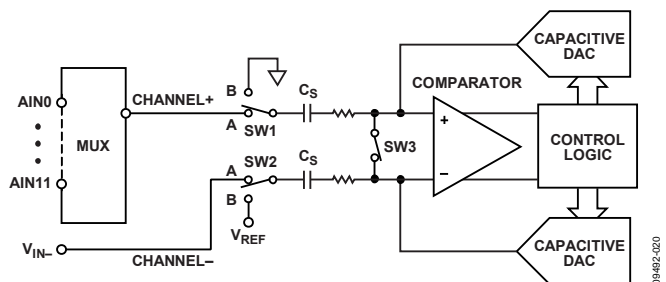 CAPACITIVE
DAC
B
CS
COMPARATOR
AIN0
CHANNEL+
A
SW1
+
MUX
SW3
CONTROL
LOGIC
A
SW2
CS
–
AIN11
B
VREF
VIN–
CHANNEL–
CAPACITIVE
DAC
09492-020